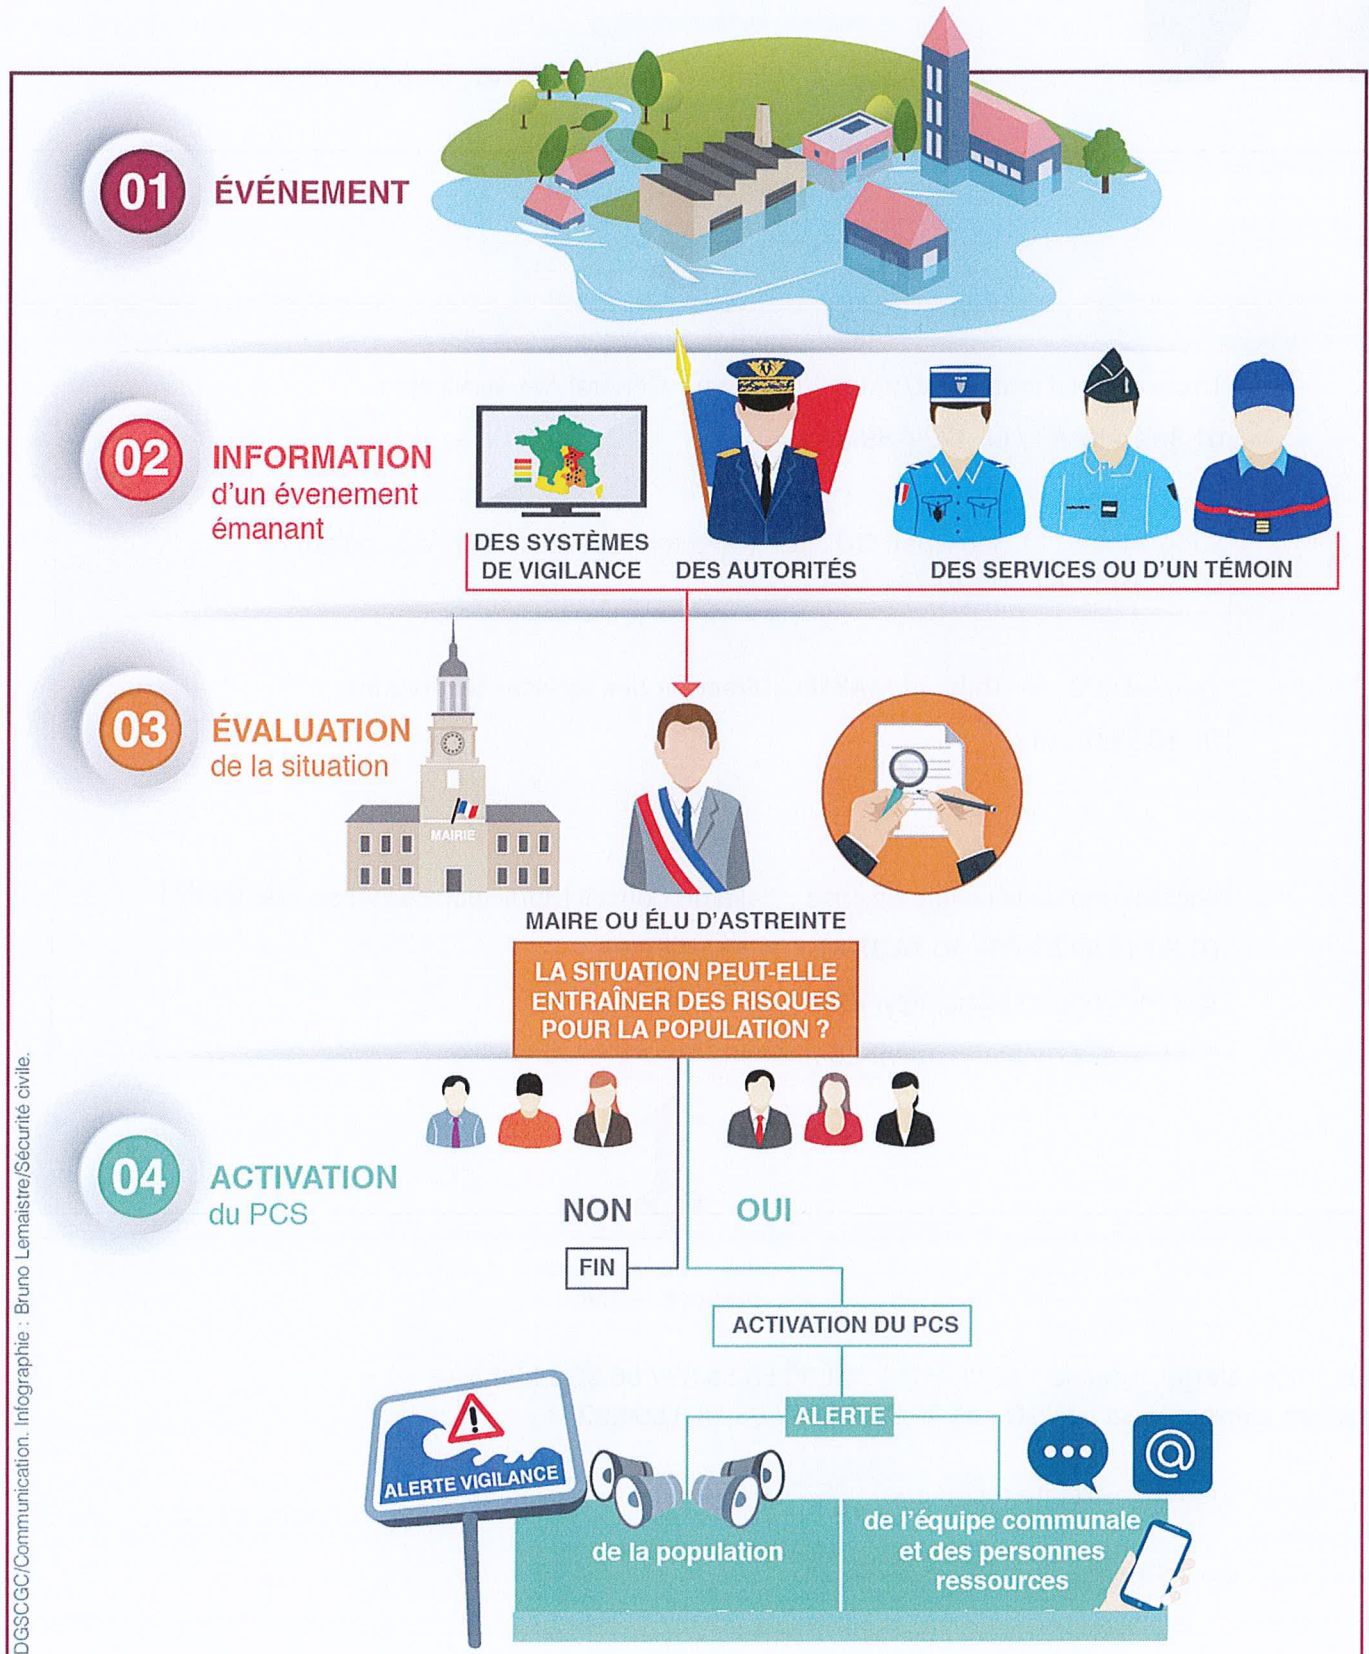 01
ÉVÉNEMENT
02
INFORMATION
d'un évenement
émanant
DES SYSTÈMES
DE VIGILANCE
DES AUTORITÉS
DES SERVICES OU D'UN TÉMOIN
03
ÉVALUATION
de la situation
MAIRIE
MAIRE OU ÉLU D'ASTREINTE
LA SITUATION PEUT-ELLE
ENTRAÎNER DES RISQUES
POUR LA POPULATION ?
04
ACTIVATION
du PCS
NON
OUI
FIN
ACTIVATION DU PCS
ALERTE
ALERTE VIGILANCE
@
de la population
de l'équipe communale
et des personnes
ressources
DGSCGC/Communication. Infographie : Bruno Lemaistre/Sécurité civile.